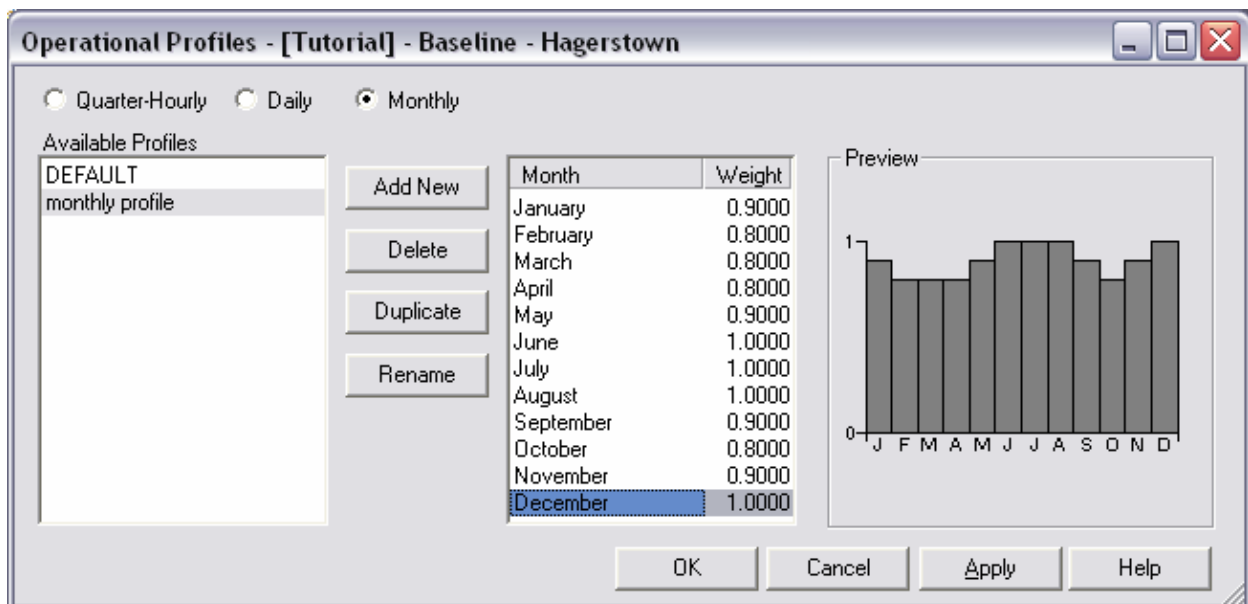 Operational Profiles - [Tutorial] - Baseline - Hagerstown
Quarter-Hourly Daily Monthly
Available Profiles
DEFAULT
monthly profile
Add New
Delete
Duplicate
Rename
Month Weight
January 0.9000
February 0.8000
March 0.8000
April 0.8000
May 0.9000
June 1.0000
July 1.0000
August 1.0000
September 0.9000
October 0.8000
November 0.9000
December 1.0000
Preview
1
0
J F M A M J J A S O N D
OK Cancel Apply Help